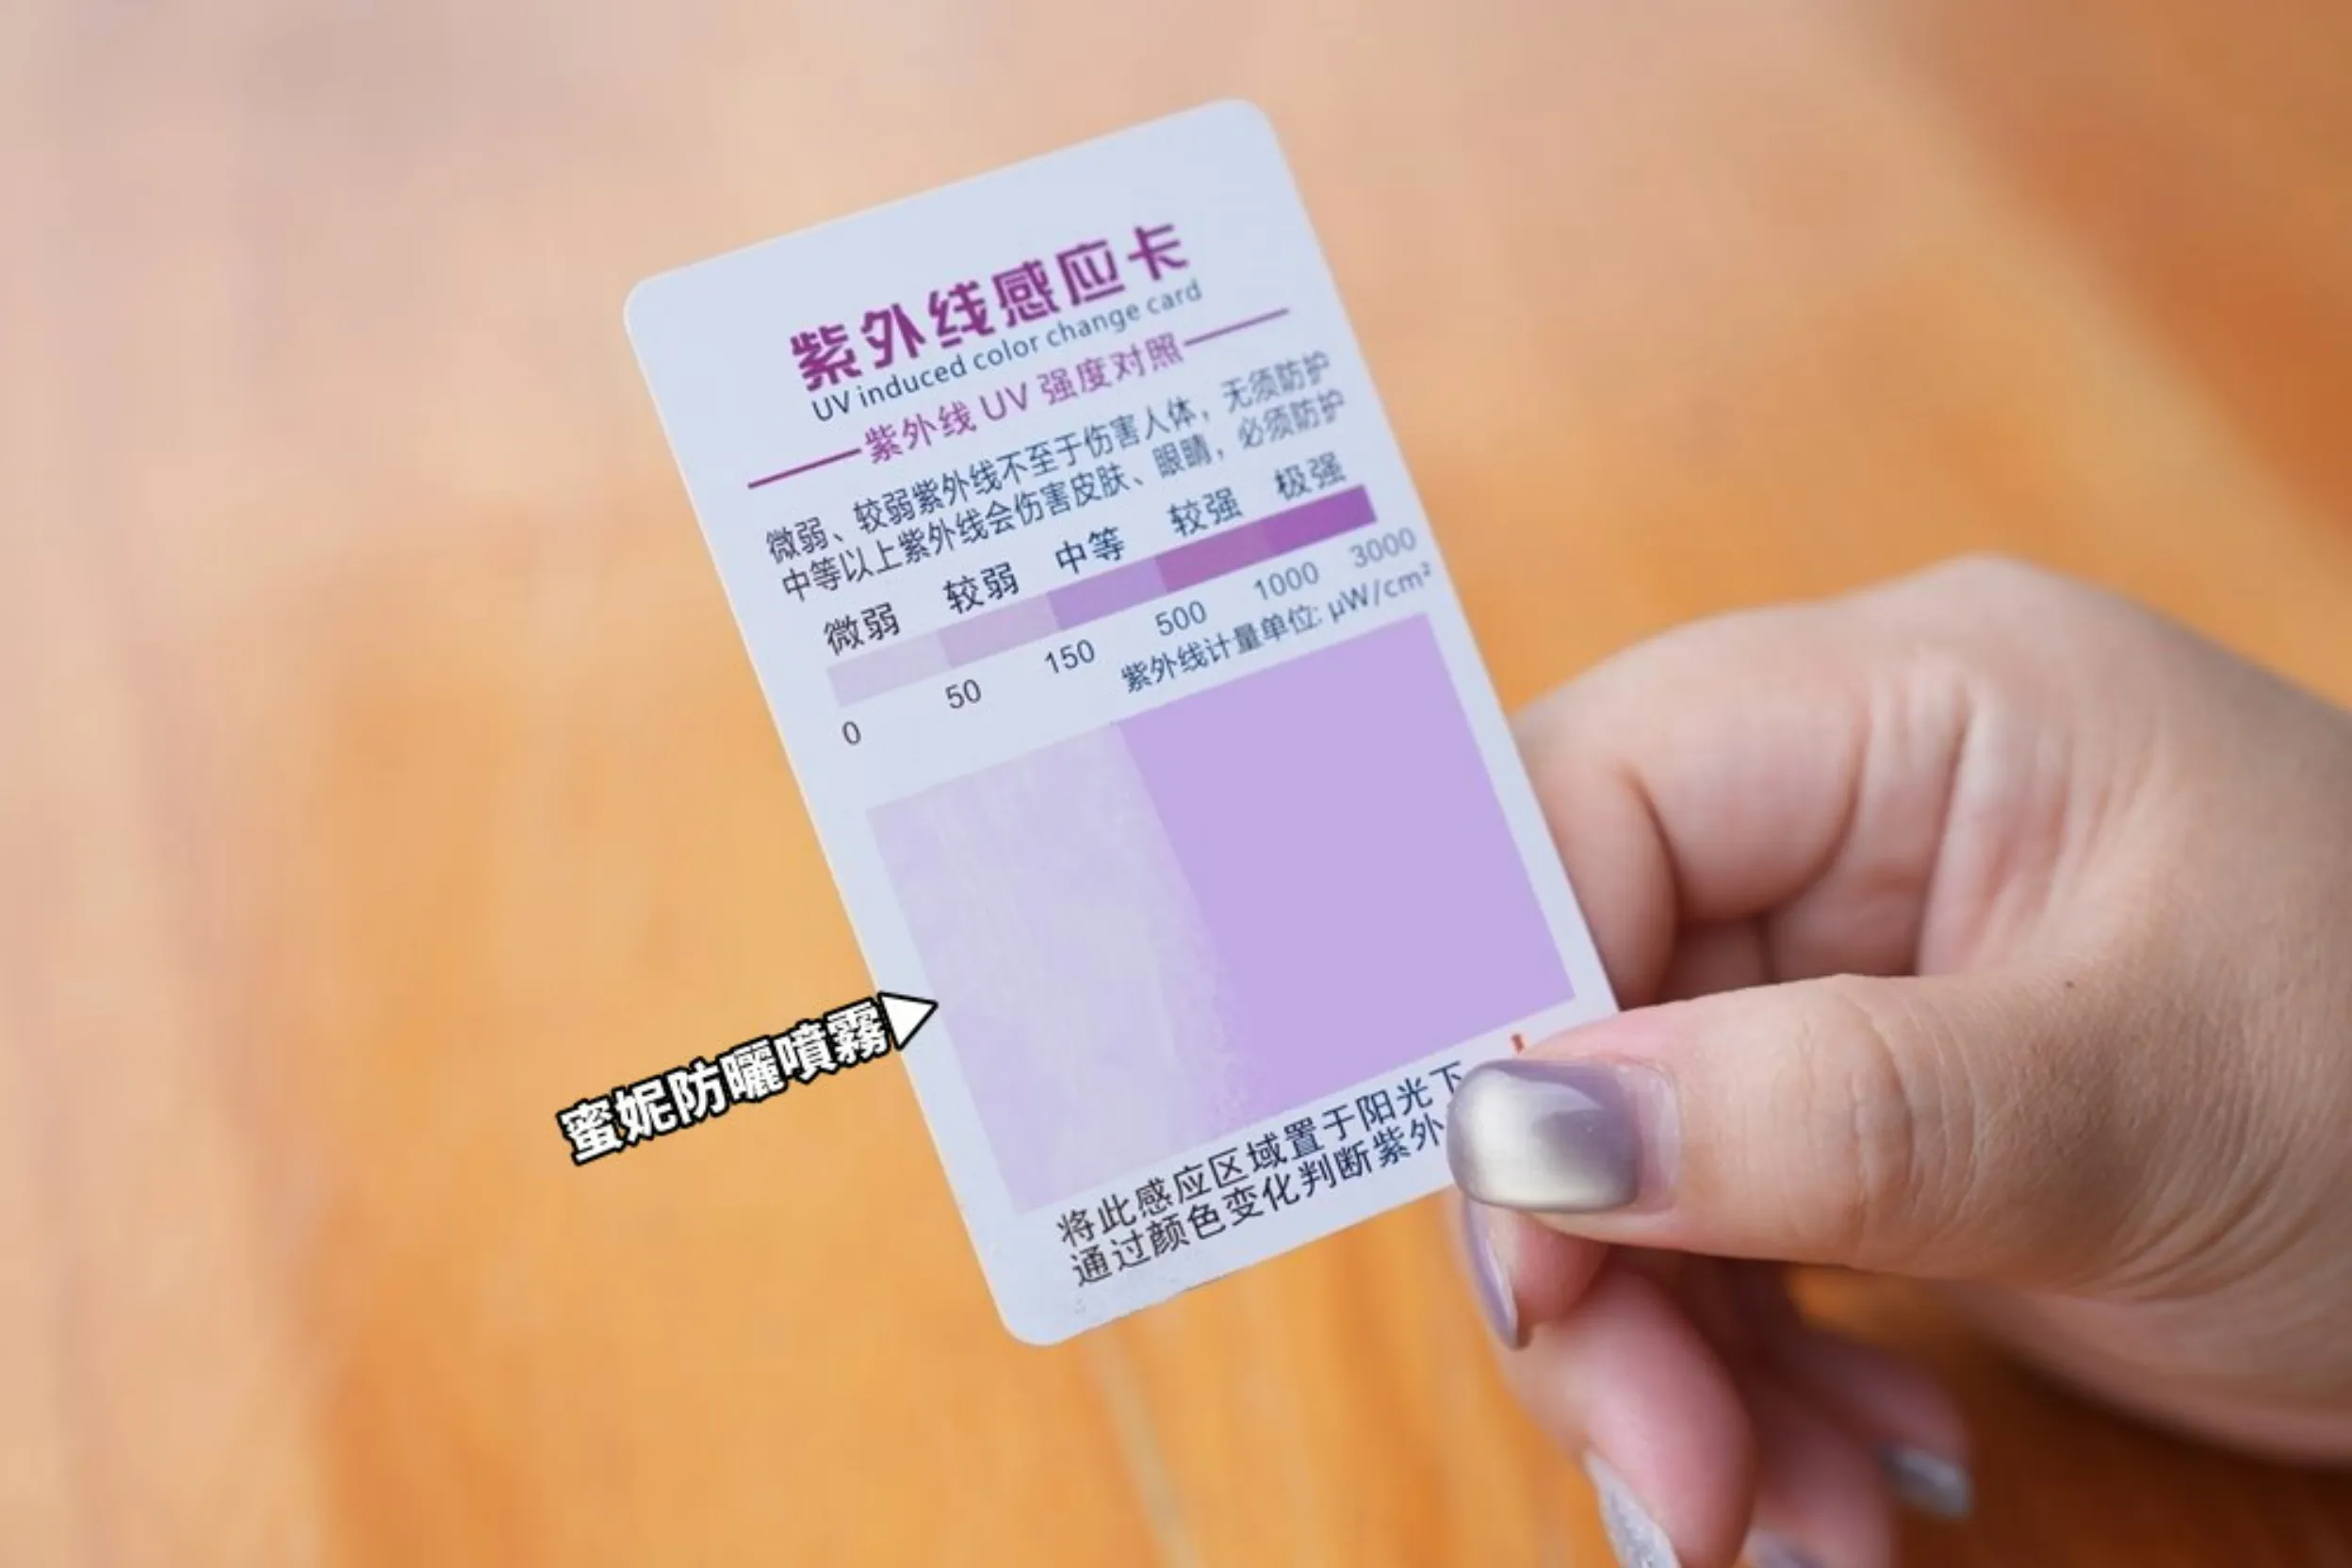 紫外线感应卡
UV induced color change card
紫外线 UV 强度对照
微弱、较弱紫外线不至于伤害人体，无须防护
中等以上紫外线会伤害皮肤、眼睛，必须防护
微弱 较弱 中等 较强 极强
0 50 150 500 1000 3000
紫外线计量单位: μW/cm²
蜜妮防曬噴霧
将此感应区域置于阳光下
通过颜色变化判断紫外